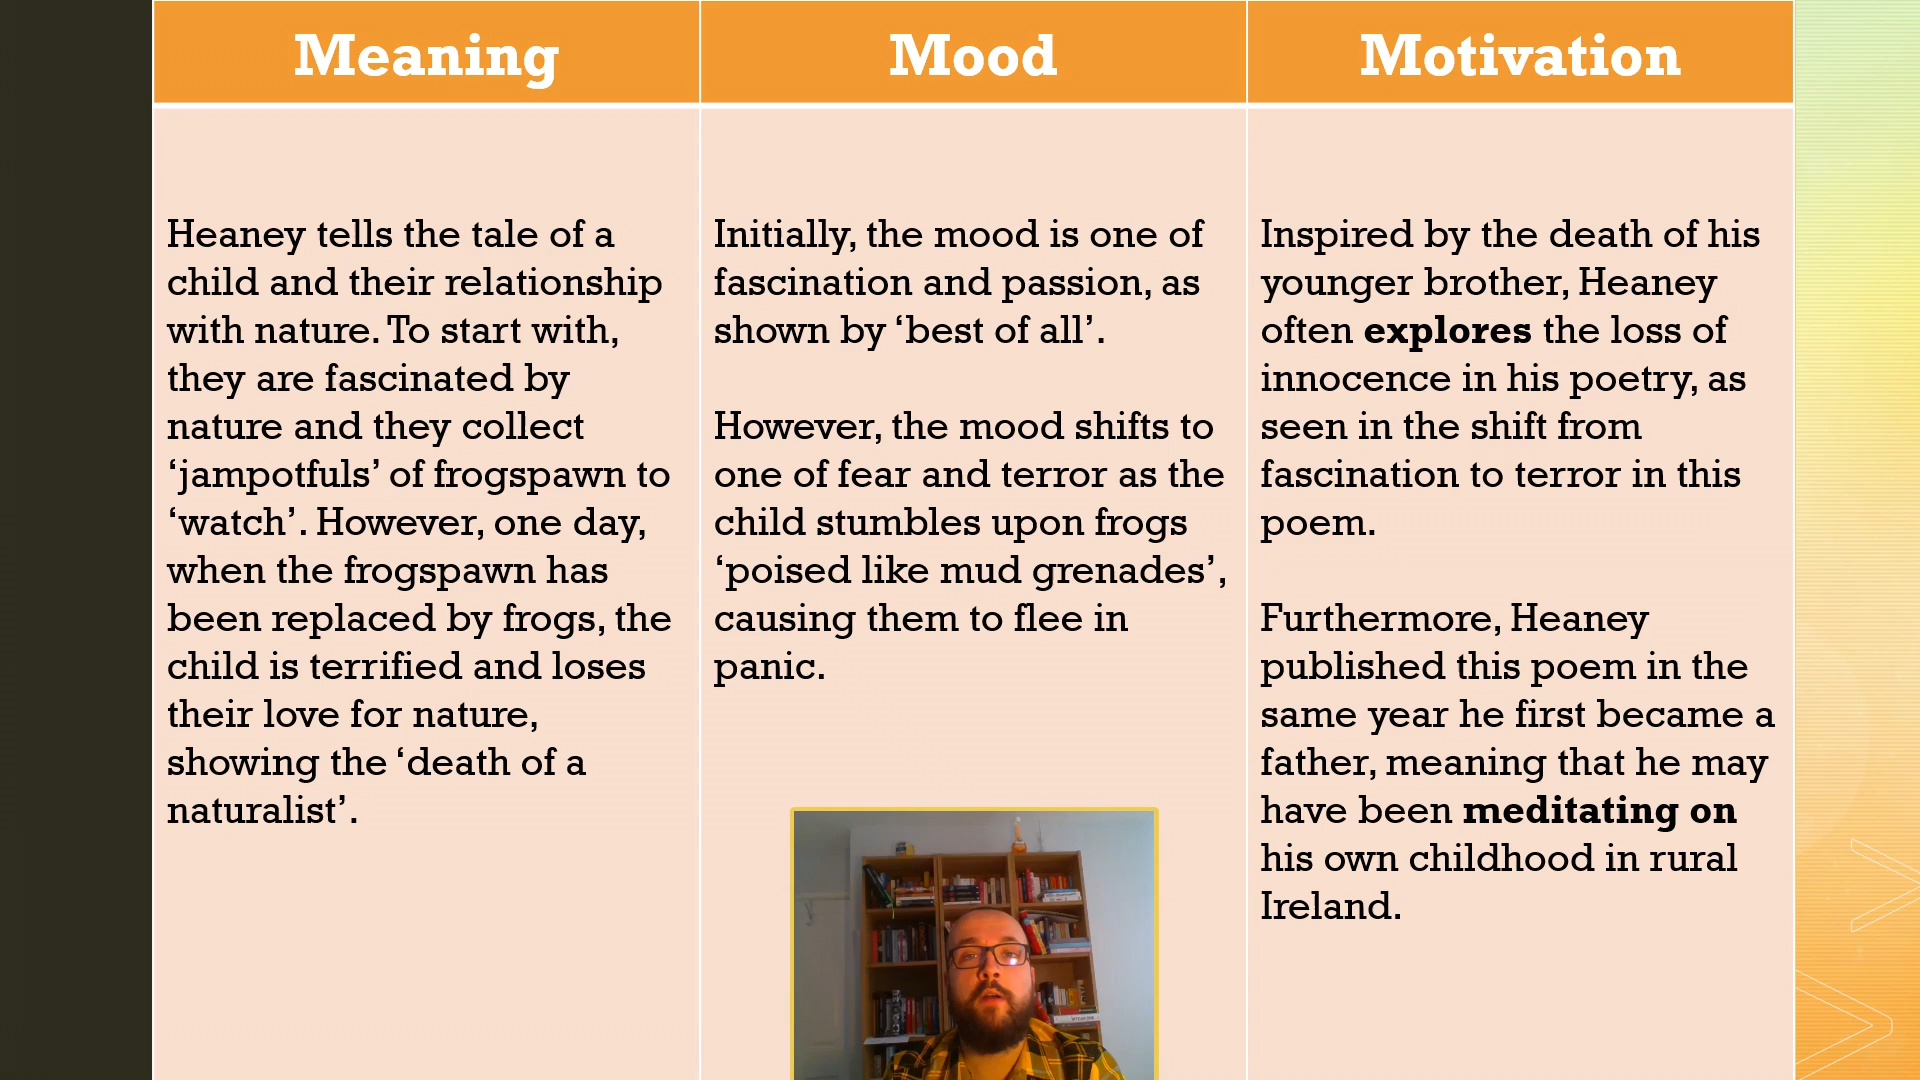 Meaning
Mood
Motivation
Heaney tells the tale of a
child and their relationship
with nature. To start with,
they are fascinated by
nature and they collect
‘jampotfuls’ of frogspawn to
‘watch’. However, one day,
when the frogspawn has
been replaced by frogs, the
child is terrified and loses
their love for nature,
showing the ‘death of a
naturalist’.
Initially, the mood is one of
fascination and passion, as
shown by ‘best of all’.
However, the mood shifts to
one of fear and terror as the
child stumbles upon frogs
‘poised like mud grenades’,
causing them to flee in
panic.
Inspired by the death of his
younger brother, Heaney
often explores the loss of
innocence in his poetry, as
seen in the shift from
fascination to terror in this
poem.
Furthermore, Heaney
published this poem in the
same year he first became a
father, meaning that he may
have been meditating on
his own childhood in rural
Ireland.